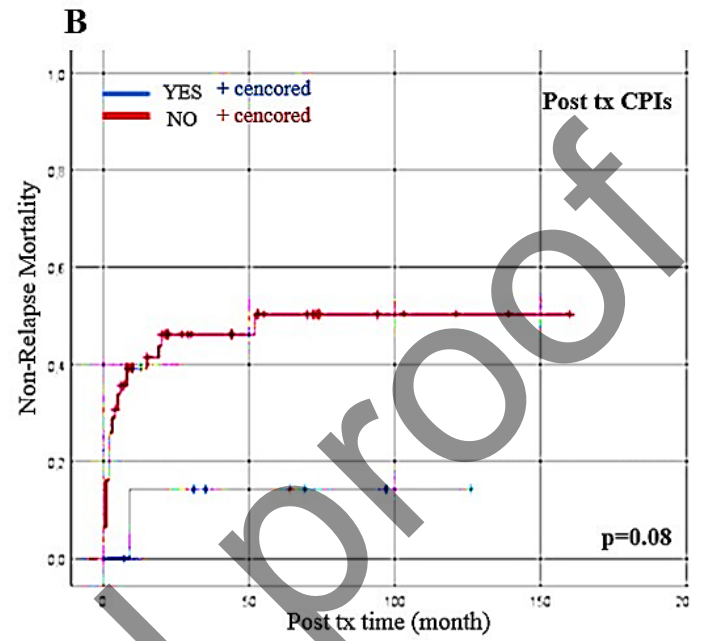 B
1,0
YES + cencored
NO + cencored
Post tx CPIs
0,8
0,6
0,4
0,2
0,0
Non-Relapse Mortality
p=0.08
0 50 100 150 20
Post tx time (month)
proof